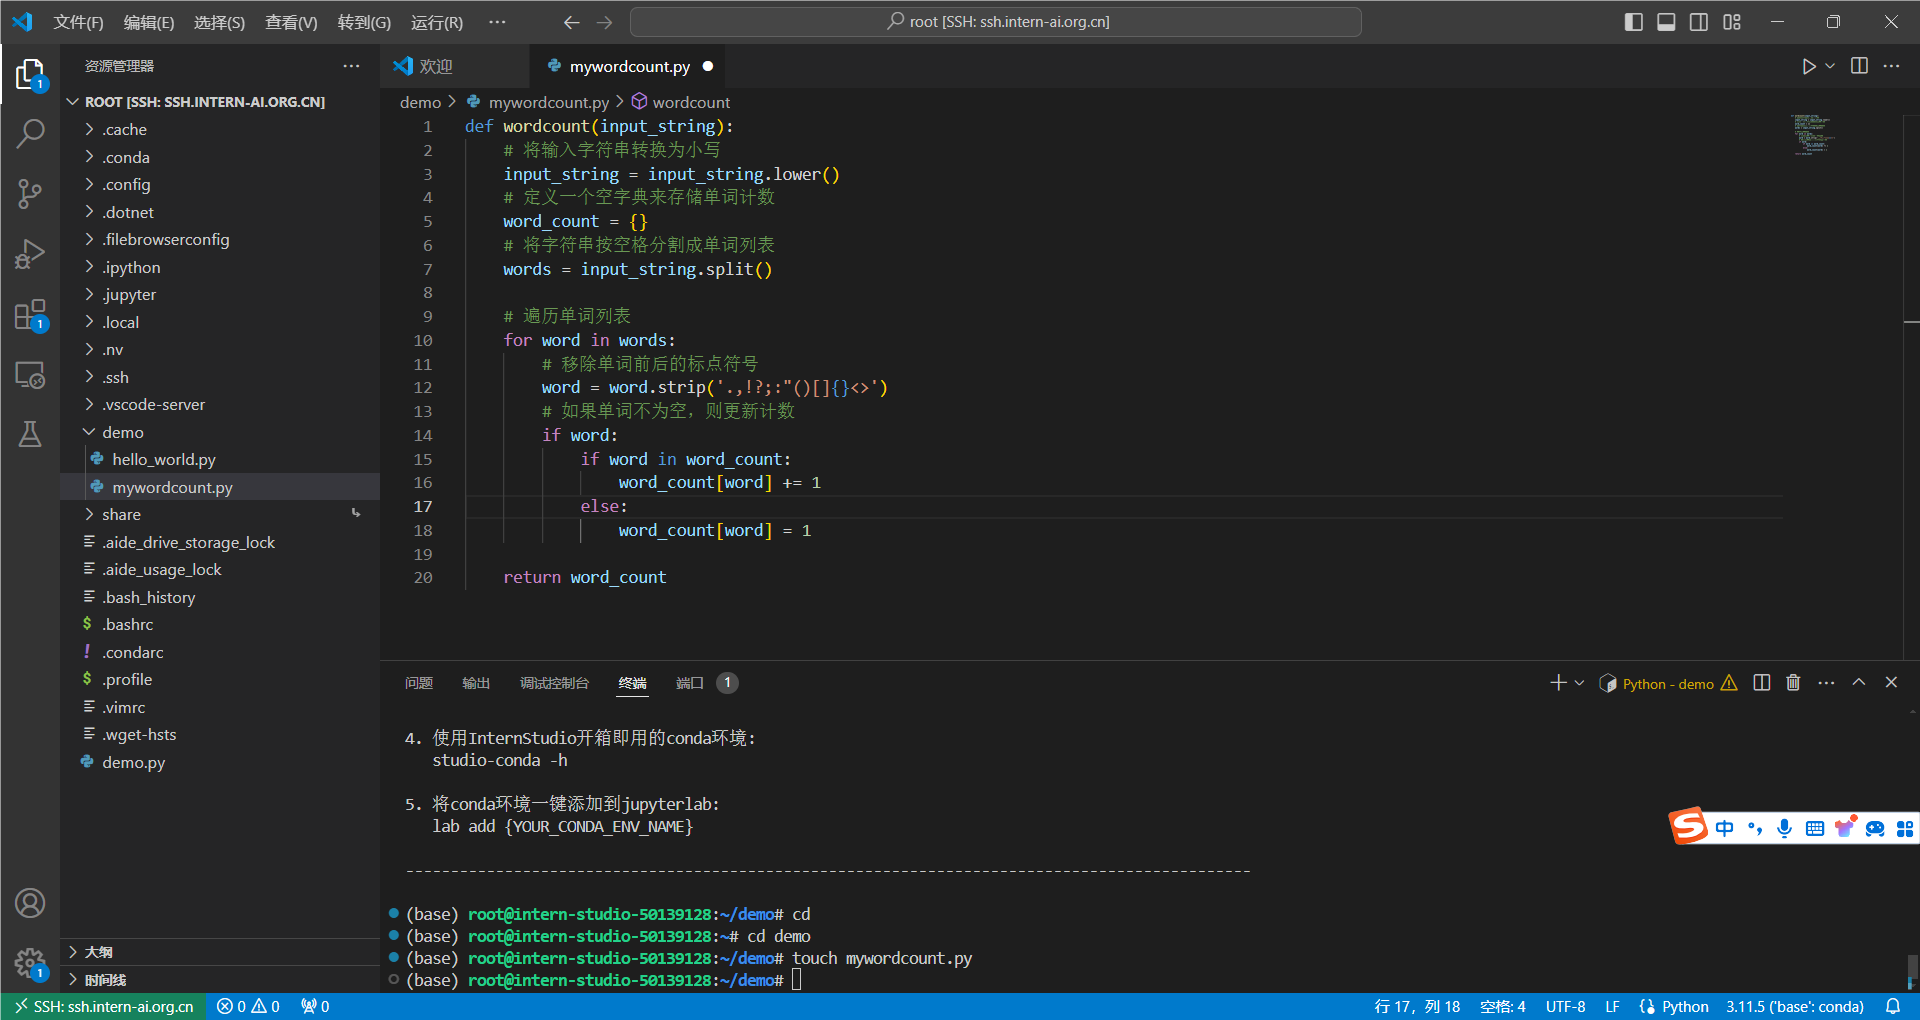 文件(F) 编辑(E) 选择(S) 查看(V) 转到(G) 运行(R) ··· root [SSH: ssh.intern-ai.org.cn]
资源管理器
ROOT [SSH: SSH.INTERN-AI.ORG.CN]
.cache
.conda
.config
.dotnet
.filebrowserconfig
.ipython
.jupyter
.local
.nv
.ssh
.vscode-server
demo
hello_world.py
mywordcount.py
share
.aide_drive_storage_lock
.aide_usage_lock
.bash_history
$ .bashrc
! .condarc
$ .profile
.vimrc
.wget-hsts
demo.py
大纲
时间线
1
1
1
欢迎 mywordcount.py
demo > mywordcount.py > wordcount
1 def wordcount(input_string):
2 # 将输入字符串转换为小写
3 input_string = input_string.lower()
4 # 定义一个空字典来存储单词计数
5 word_count = {}
6 # 将字符串按空格分割成单词列表
7 words = input_string.split()
8
9 # 遍历单词列表
10 for word in words:
11 # 移除单词前后的标点符号
12 word = word.strip('.,!?;:"()[]{}<>')
13 # 如果单词不为空，则更新计数
14 if word:
15 if word in word_count:
16 word_count[word] += 1
17 else:
18 word_count[word] = 1
19
20 return word_count
问题 输出 调试控制台 终端 端口 1 Python - demo
4. 使用InternStudio开箱即用的conda环境:
studio-conda -h
5. 将conda环境一键添加到jupyterlab:
lab add {YOUR_CONDA_ENV_NAME}
----------------------------------------------------------------------------------------------
(base) root@intern-studio-50139128:~/demo# cd
(base) root@intern-studio-50139128:~# cd demo
(base) root@intern-studio-50139128:~/demo# touch mywordcount.py
(base) root@intern-studio-50139128:~/demo#
S 中
SSH: ssh.intern-ai.org.cn 0 0 0 行 17, 列 18 空格: 4 UTF-8 LF Python 3.11.5 ('base': conda)